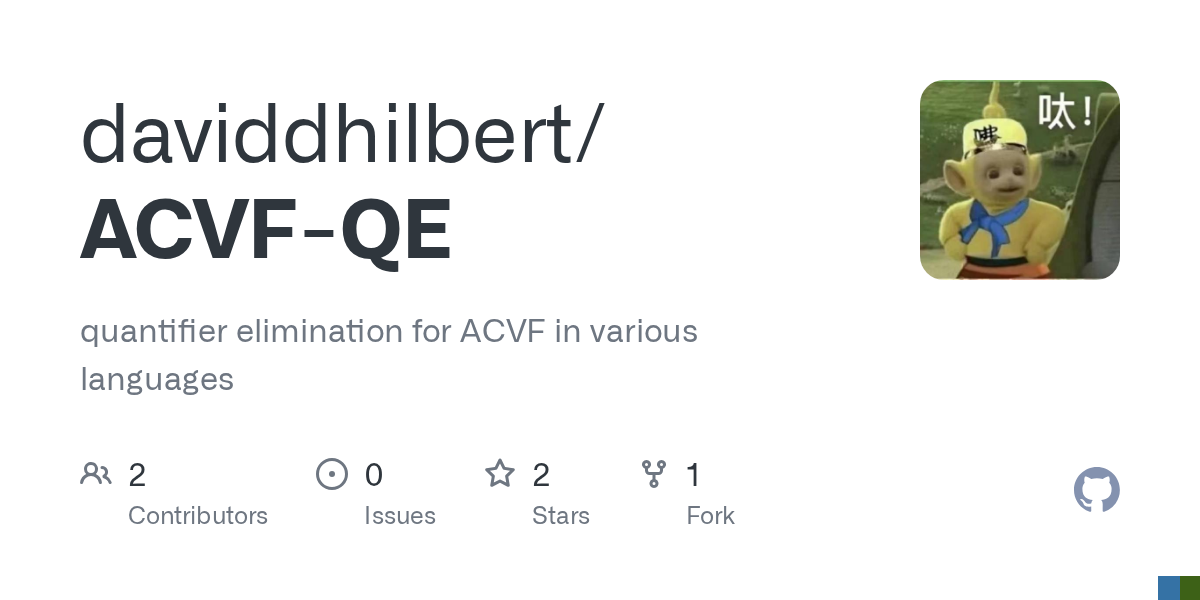 daviddhilbert/
ACVF-QE
呔!
佛
quantifier elimination for ACVF in various
languages
2
Contributors
0
Issues
2
Stars
1
Fork